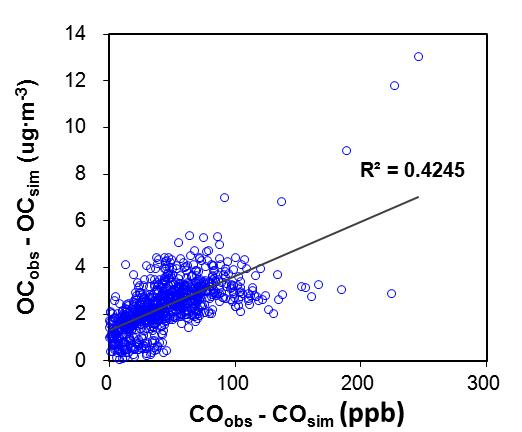 14
12
10
8
6
4
2
0
OCobs - OCsim (ug·m-3)
R² = 0.4245
0 100 200 300
COobs - COsim (ppb)